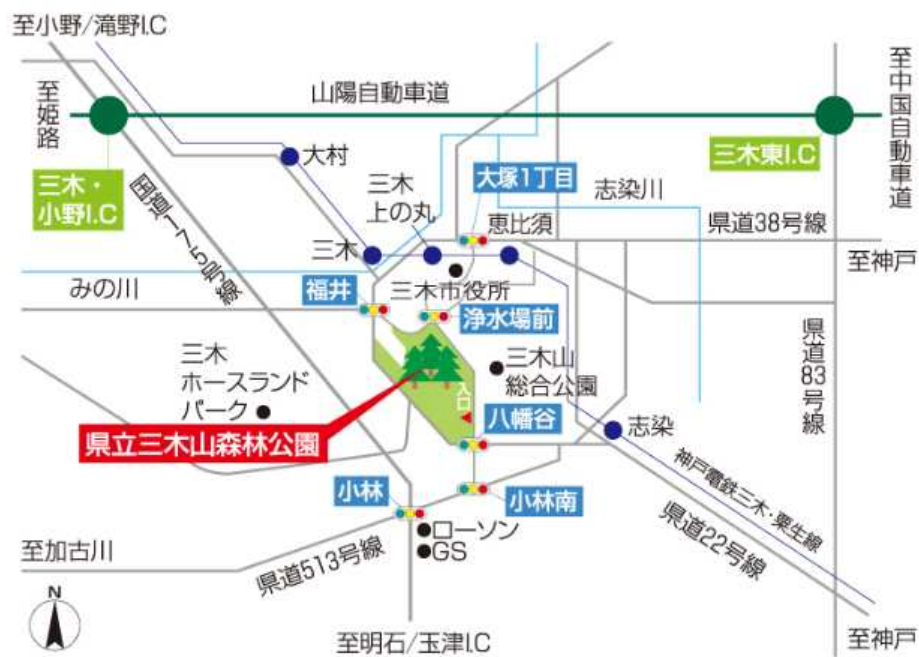 至小野/滝野I.C
至姫路
山陽自動車道
至中国自動車道
三木・
小野I.C
国道175号線
大村
三木
上の丸
大塚1丁目
志染川
三木東I.C
恵比須
県道38号線
三木
至神戸
みの川
福井
三木市役所
浄水場前
三木
ホースランド
パーク
三木山
総合公園
県道83号線
入口
県立三木山森林公園
八幡谷
志染
神戸電鉄三木・粟生線
小林
小林南
県道22号線
ローソン
GS
至加古川
県道513号線
N
至明石/玉津I.C
至神戸